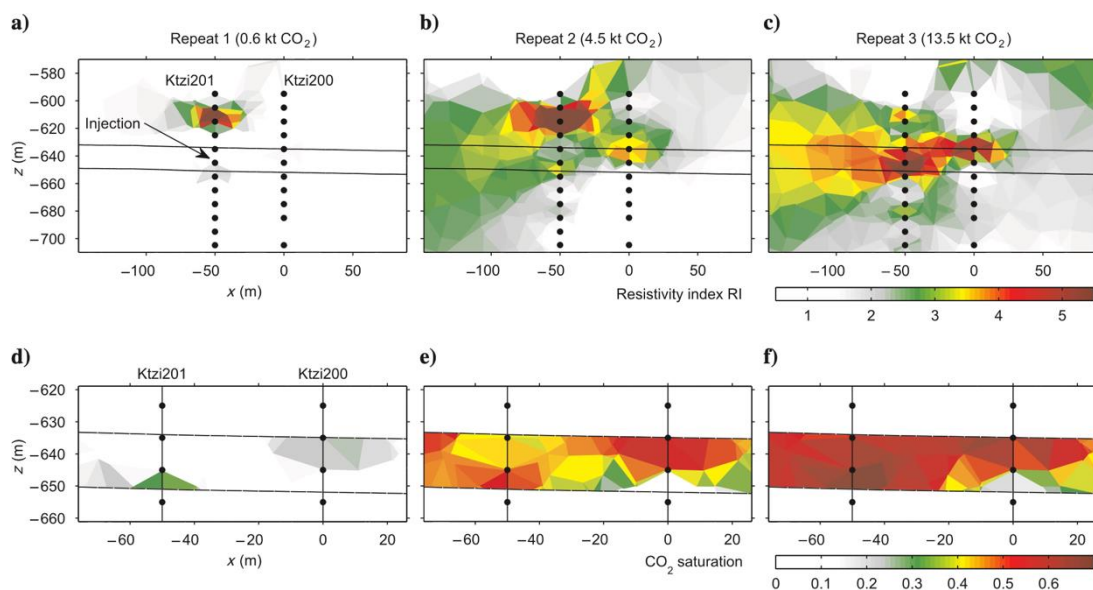 a)
b)
c)
Repeat 1 (0.6 kt CO2)
Repeat 2 (4.5 kt CO2)
Repeat 3 (13.5 kt CO2)
Ktzi201
Ktzi200
Injection
z (m)
−580
−600
−620
−640
−660
−680
−700
−100 −50 0 50
−100 −50 0 50
−100 −50 0 50
x (m)
Resistivity index RI
1 2 3 4 5
d)
e)
f)
Ktzi201
Ktzi200
z (m)
−620
−630
−640
−650
−660
−60 −40 −20 0 20
−60 −40 −20 0 20
−60 −40 −20 0 20
x (m)
CO2 saturation
0 0.1 0.2 0.3 0.4 0.5 0.6